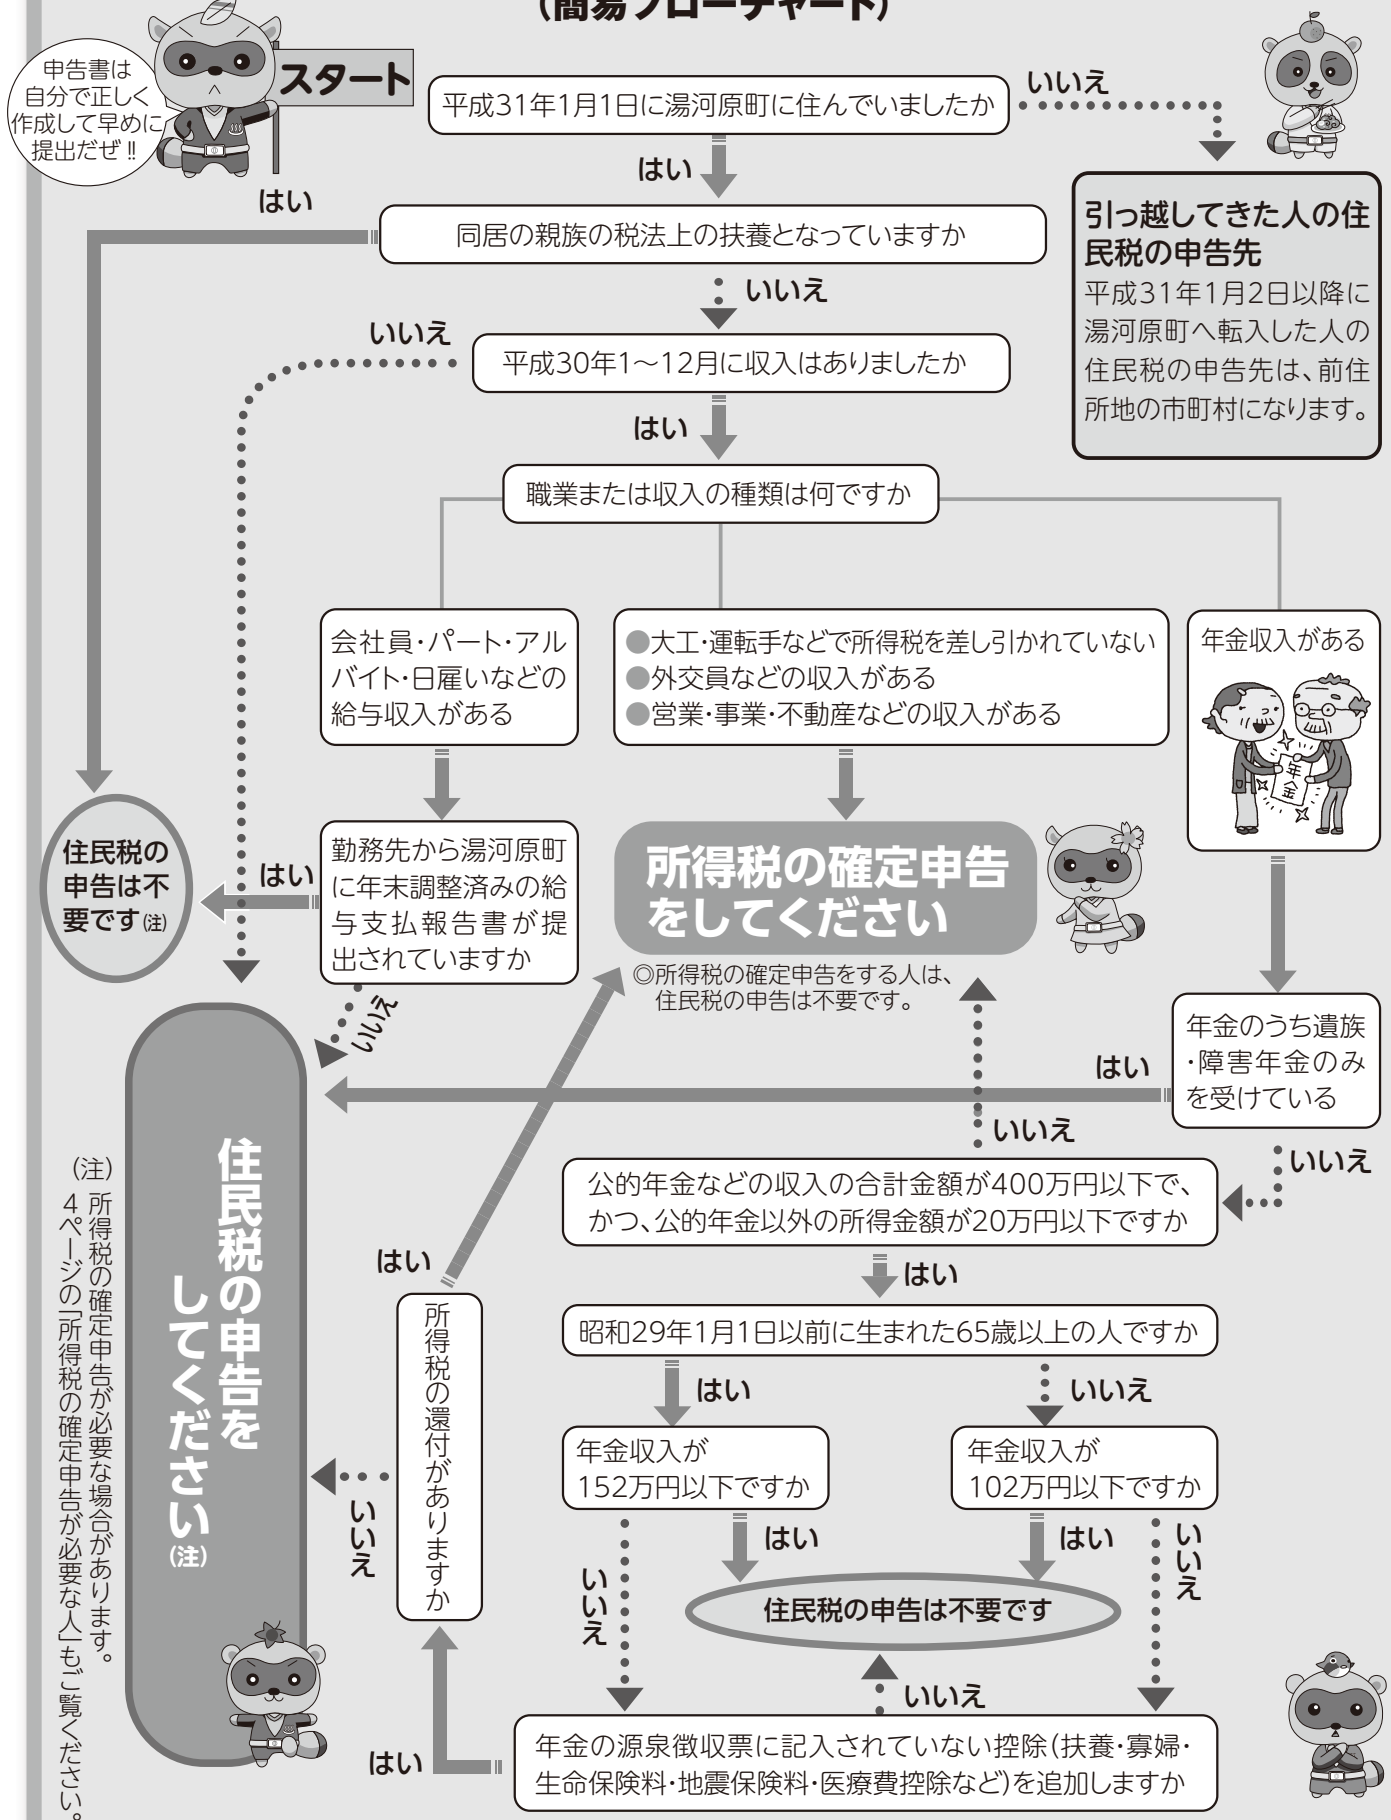 (簡易フローチャート)
申告書は
自分で正しく
作成して早めに
提出だぜ!!
スタート
平成31年1月1日に湯河原町に住んでいましたか
いいえ
はい
引っ越してきた人の住
民税の申告先
平成31年1月2日以降に
湯河原町へ転入した人の
住民税の申告先は、前住
所地の市町村になります。
はい
同居の親族の税法上の扶養となっていますか
いいえ
いいえ
平成30年1〜12月に収入はありましたか
はい
職業または収入の種類は何ですか
会社員・パート・アル
バイト・日雇いなどの
給与収入がある
●大工・運転手などで所得税を差し引かれていない
●外交員などの収入がある
●営業・事業・不動産などの収入がある
年金収入がある
年金
住民税の
申告は不
要です(注)
はい
勤務先から湯河原町
に年末調整済みの給
与支払報告書が提
出されていますか
いいえ
所得税の確定申告
をしてください
◎所得税の確定申告をする人は、
住民税の申告は不要です。
年金のうち遺族
・障害年金のみ
を受けている
はい
いいえ
いいえ
公的年金などの収入の合計金額が400万円以下で、
かつ、公的年金以外の所得金額が20万円以下ですか
はい
昭和29年1月1日以前に生まれた65歳以上の人ですか
はい
いいえ
年金収入が
152万円以下ですか
年金収入が
102万円以下ですか
はい
はい
いいえ
いいえ
住民税の申告は不要です
いいえ
年金の源泉徴収票に記入されていない控除(扶養・寡婦・
生命保険料・地震保険料・医療費控除など)を追加しますか
はい
所得税の還付がありますか
はい
いいえ
住民税の申告を
してください(注)
(注)
所得税の確定申告が必要な場合があります。
4ページの「所得税の確定申告が必要な人」もご覧ください。